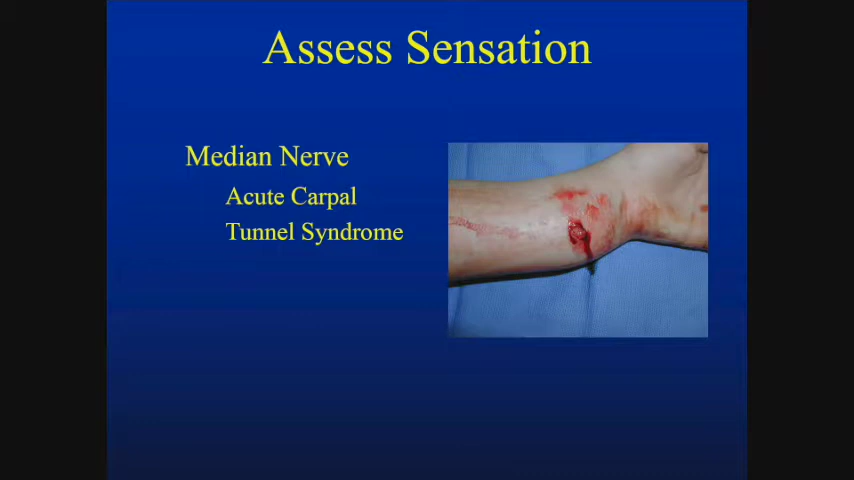 Assess Sensation
Median Nerve
Acute Carpal
Tunnel Syndrome